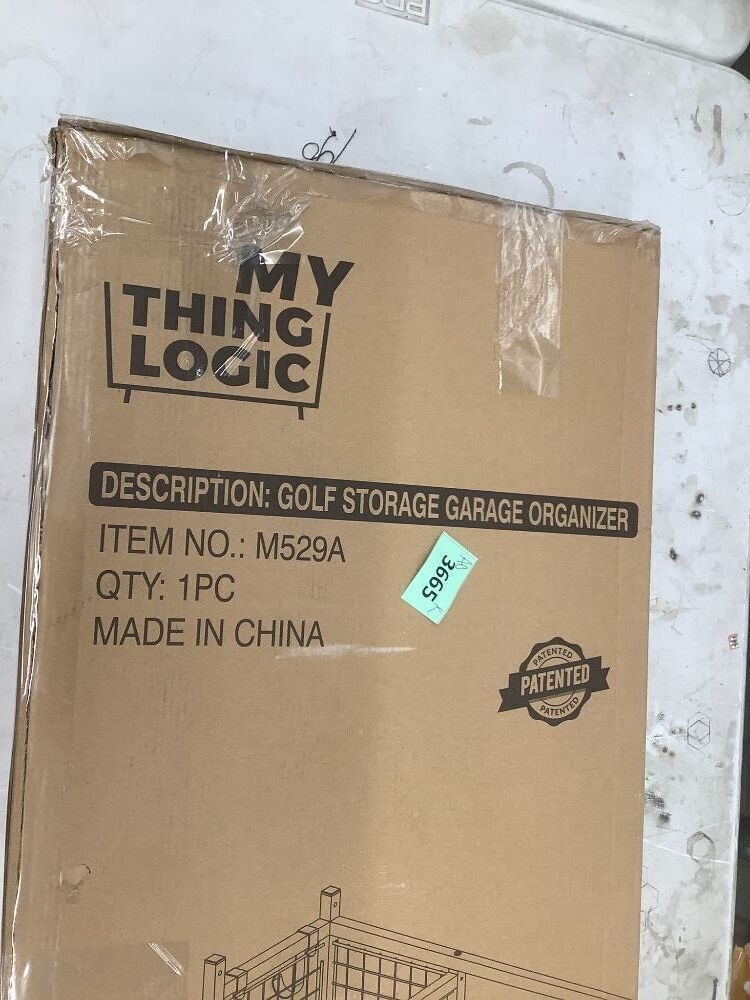 MY
THING
LOGIC
DESCRIPTION: GOLF STORAGE GARAGE ORGANIZER
ITEM NO.: M529A
QTY: 1PC
MADE IN CHINA
3665
PATENTED
PATENTED
PATENTED